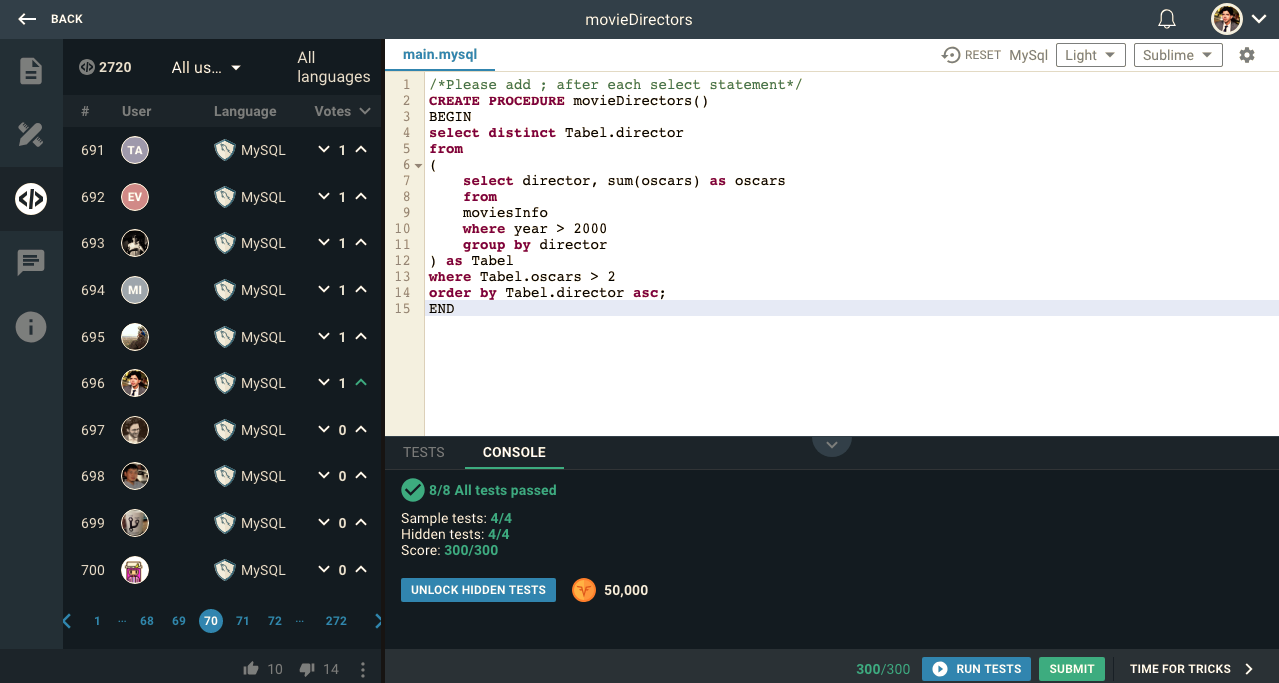 BACK
movieDirectors
2720 All us... All languages
# User Language Votes
691 TA MySQL 1
692 EV MySQL 1
693 MySQL 1
694 MI MySQL 1
695 MySQL 1
696 MySQL 1
697 MySQL 0
698 MySQL 0
699 MySQL 0
700 MySQL 0
1 ... 68 69 70 71 72 ... 272
10 14
main.mysql RESET MySql Light Sublime
1 /*Please add ; after each select statement*/
2 CREATE PROCEDURE movieDirectors()
3 BEGIN
4 select distinct Tabel.director
5 from
6 (
7 select director, sum(oscars) as oscars
8 from
9 moviesInfo
10 where year > 2000
11 group by director
12 ) as Tabel
13 where Tabel.oscars > 2
14 order by Tabel.director asc;
15 END
TESTS CONSOLE
8/8 All tests passed
Sample tests: 4/4
Hidden tests: 4/4
Score: 300/300
UNLOCK HIDDEN TESTS 50,000
300/300 RUN TESTS SUBMIT TIME FOR TRICKS